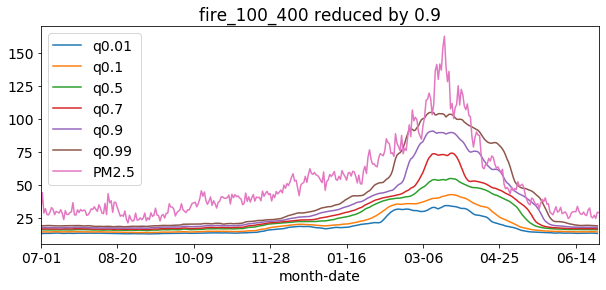 fire_100_400 reduced by 0.9
q0.01
q0.1
q0.5
q0.7
q0.9
q0.99
PM2.5
150
125
100
75
50
25
07-01 08-20 10-09 11-28 01-16 03-06 04-25 06-14
month-date